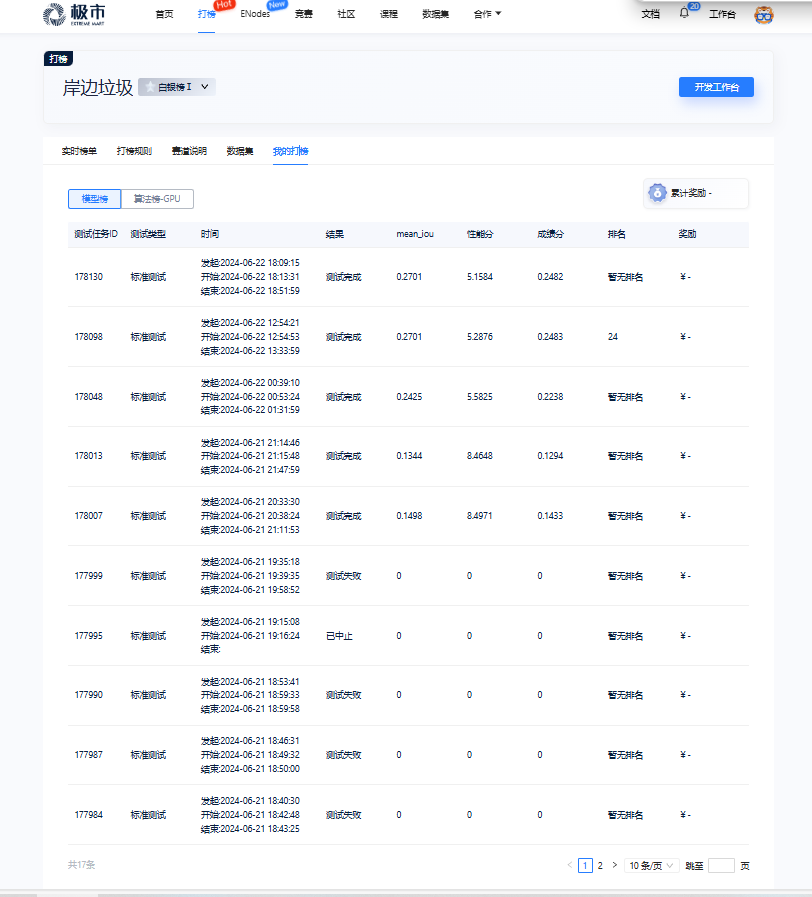 极市
EXTREME MART
首页
打榜
Hot
ENodes
New
竞赛
社区
课程
数据集
合作
文档
20
工作台
打榜
岸边垃圾
白银榜 I
开发工作台
实时榜单
打榜规则
赛道说明
数据集
我的打榜
模型榜
算法榜-GPU
累计奖励 -
测试任务ID 测试类型 时间 结果 mean_iou 性能分 成绩分 排名 奖励
发起:2024-06-22 18:09:15
178130 标准测试 开始:2024-06-22 18:13:31 测试完成 0.2701 5.1584 0.2482 暂无排名 ¥ -
结束:2024-06-22 18:51:59
发起:2024-06-22 12:54:21
178098 标准测试 开始:2024-06-22 12:54:53 测试完成 0.2701 5.2876 0.2483 24 ¥ -
结束:2024-06-22 13:33:59
发起:2024-06-22 00:39:10
178048 标准测试 开始:2024-06-22 00:53:24 测试完成 0.2425 5.5825 0.2238 暂无排名 ¥ -
结束:2024-06-22 01:31:59
发起:2024-06-21 21:14:46
178013 标准测试 开始:2024-06-21 21:15:48 测试完成 0.1344 8.4648 0.1294 暂无排名 ¥ -
结束:2024-06-21 21:47:59
发起:2024-06-21 20:33:30
178007 标准测试 开始:2024-06-21 20:38:24 测试完成 0.1498 8.4971 0.1433 暂无排名 ¥ -
结束:2024-06-21 21:11:53
发起:2024-06-21 19:35:18
177999 标准测试 开始:2024-06-21 19:39:35 测试失败 0 0 0 暂无排名 ¥ -
结束:2024-06-21 19:58:52
发起:2024-06-21 19:15:08
177995 标准测试 开始:2024-06-21 19:16:24 已中止 0 0 0 暂无排名 ¥ -
结束:
发起:2024-06-21 18:53:41
177990 标准测试 开始:2024-06-21 18:59:33 测试失败 0 0 0 暂无排名 ¥ -
结束:2024-06-21 18:59:58
发起:2024-06-21 18:46:31
177987 标准测试 开始:2024-06-21 18:49:32 测试失败 0 0 0 暂无排名 ¥ -
结束:2024-06-21 18:50:00
发起:2024-06-21 18:40:30
177984 标准测试 开始:2024-06-21 18:42:48 测试失败 0 0 0 暂无排名 ¥ -
结束:2024-06-21 18:43:25
共17条
< 1 2 > 10 条/页 跳至 页